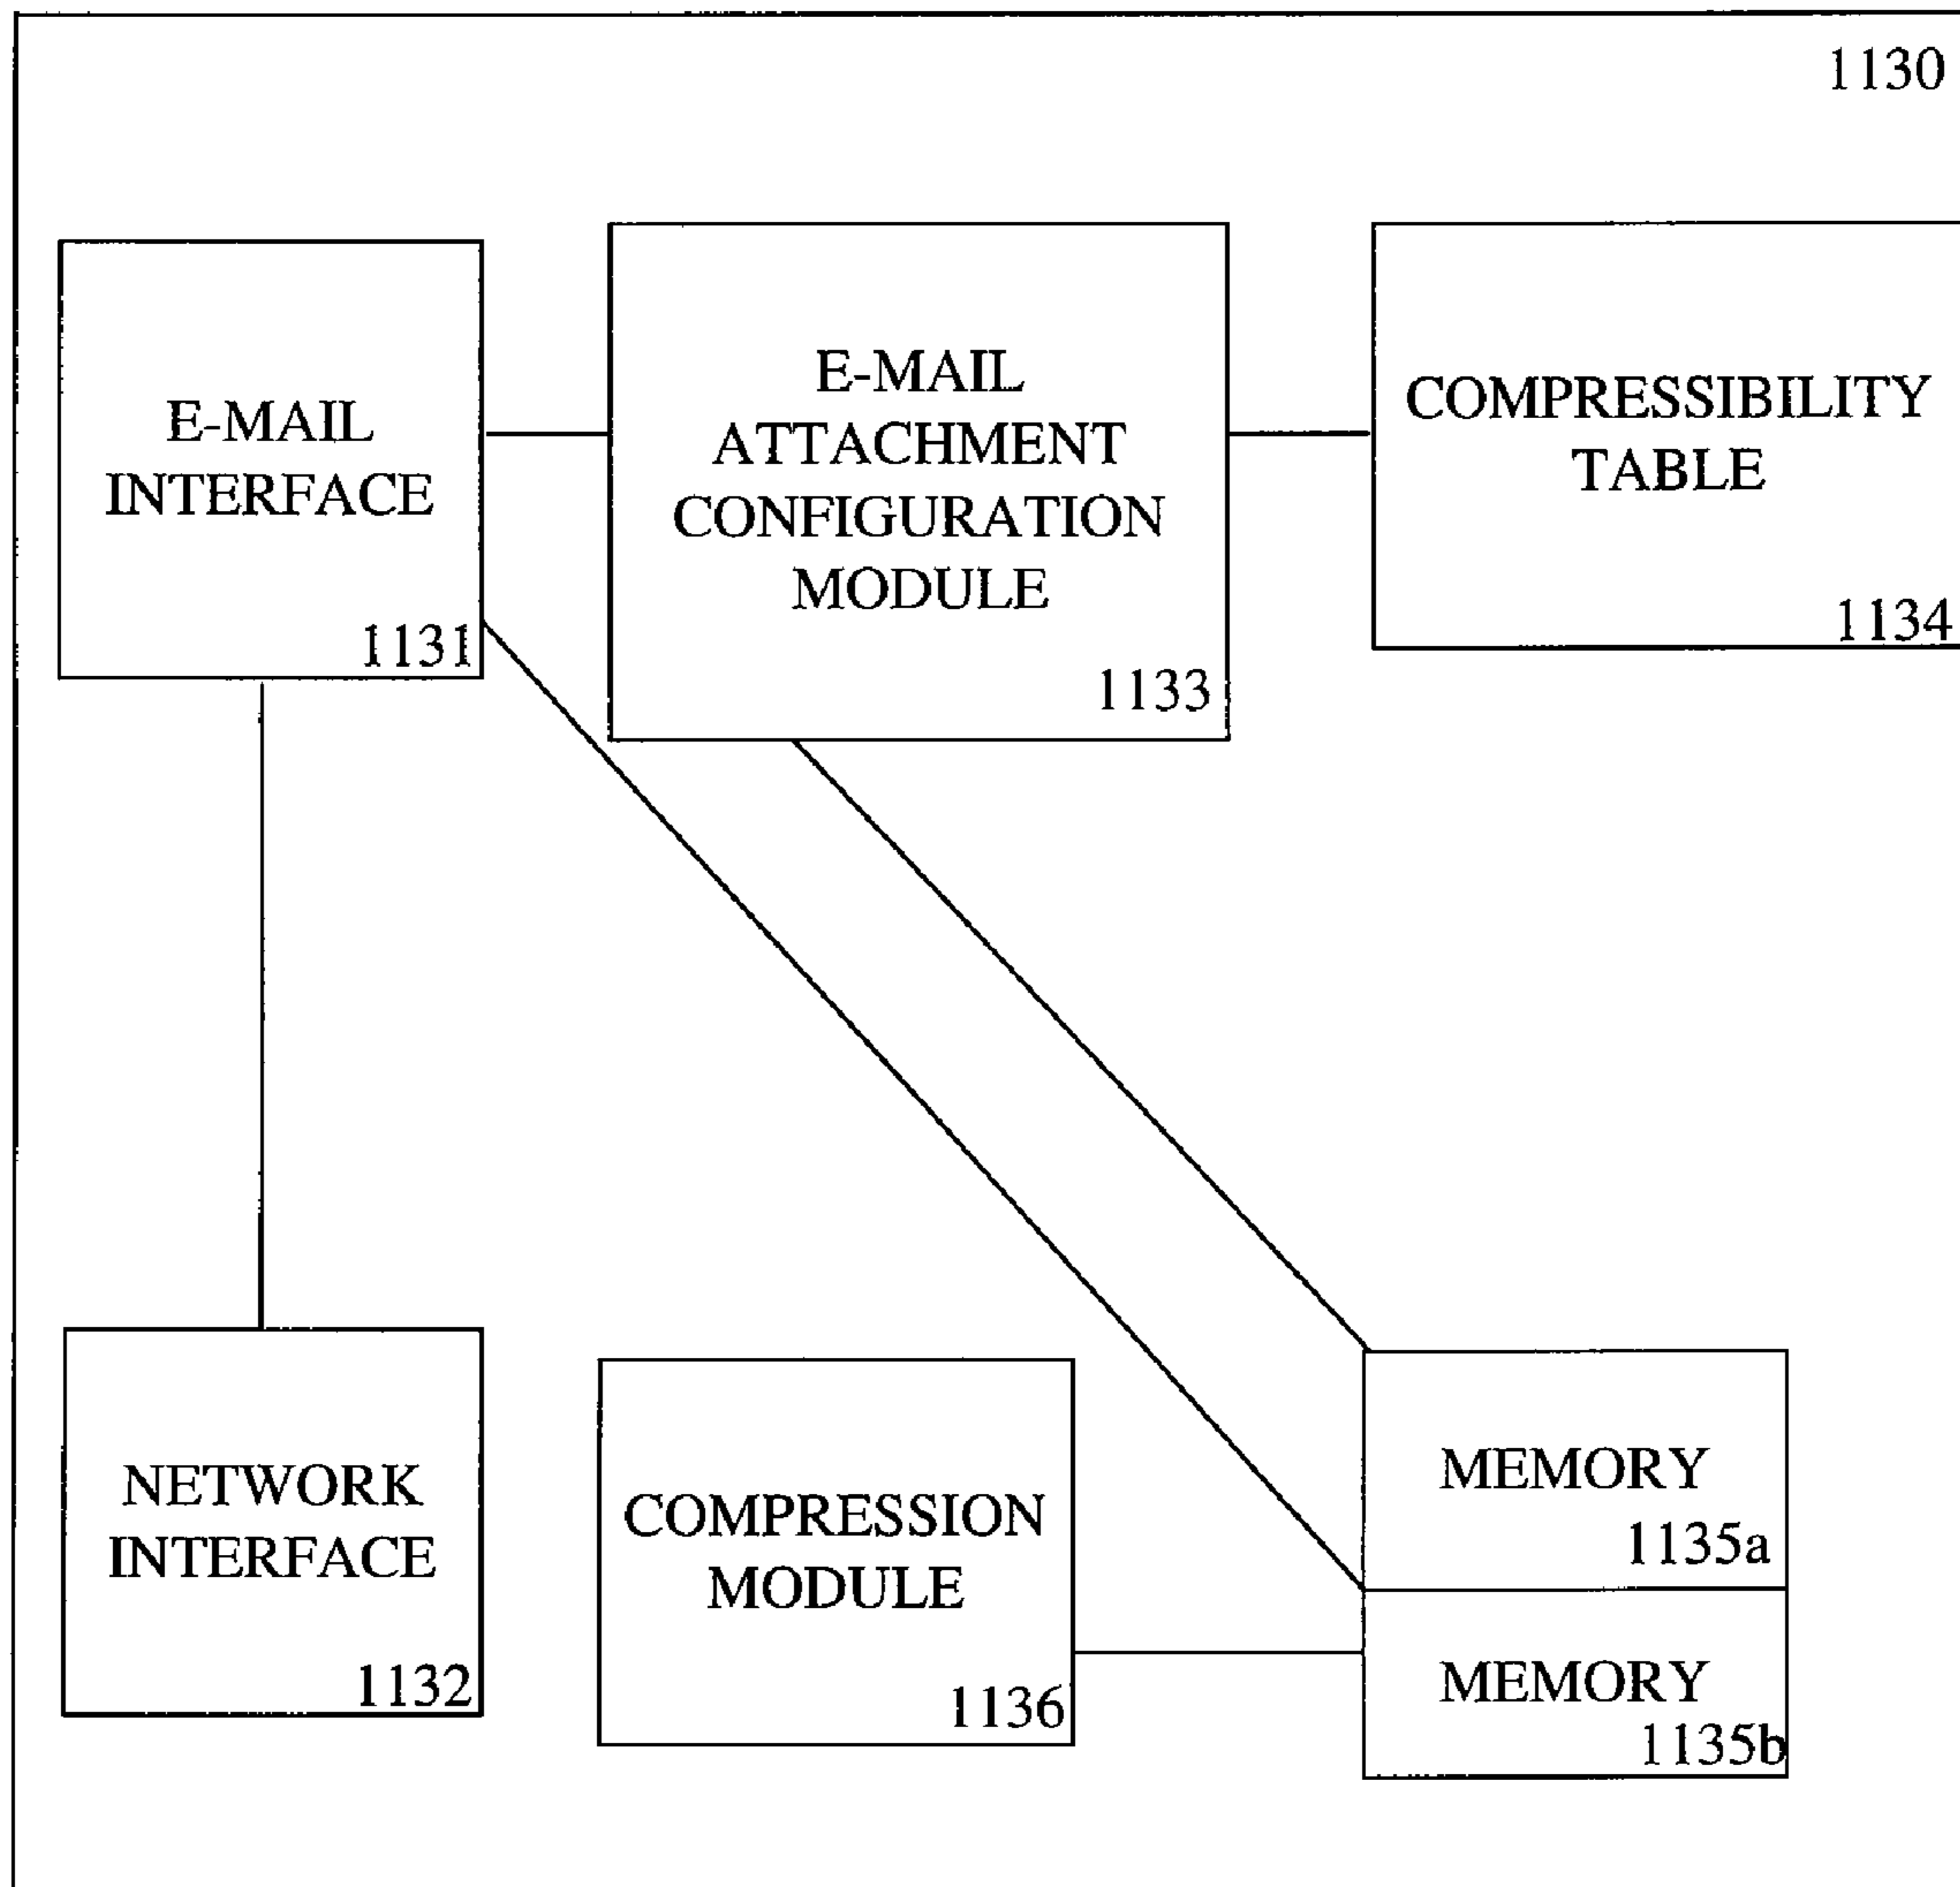 1130
E-MAIL
INTERFACE
1131
E-MAIL
ATTACHMENT
CONFIGURATION
MODULE
1133
COMPRESSIBILITY
TABLE
1134
NETWORK
INTERFACE
1132
COMPRESSION
MODULE
1136
MEMORY
1135a
MEMORY
1135b